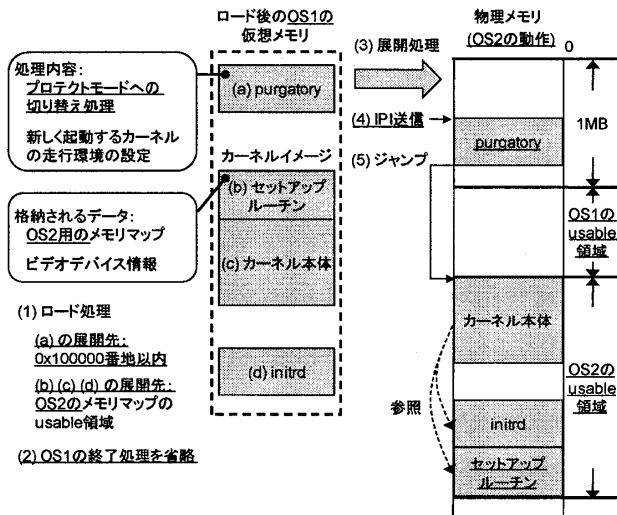 ロード後のOS1の
仮想メモリ
処理内容:
プロテクトモードへの
切り替え処理
新しく起動するカーネル
の走行環境の設定
(a) purgatory
カーネルイメージ
(b) セットアップ
ルーチン
(c) カーネル本体
(d) initrd
格納されるデータ:
OS2用のメモリマップ
ビデオデバイス情報
(1) ロード処理
(a) の展開先:
0x100000番地以内
(b) (c) (d) の展開先:
OS2のメモリマップの
usable領域
(2) OS1の終了処理を省略
(3) 展開処理
物理メモリ
(OS2の動作)
0
(4) IPI送信
purgatory
1MB
(5) ジャンプ
OS1の
usable
領域
カーネル本体
参照
initrd
セットアップ
ルーチン
OS2の
usable
領域